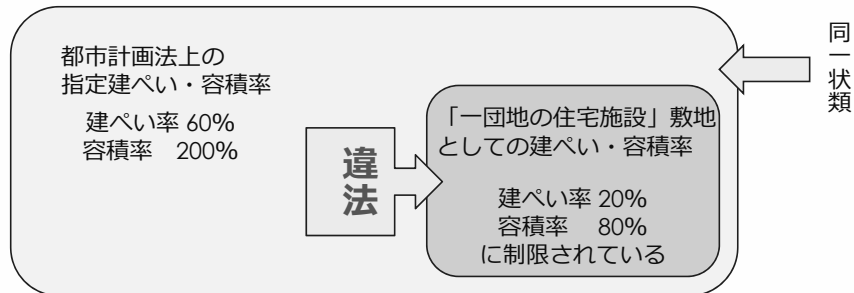 都市計画法上の
指定建ぺい・容積率
建ぺい率 60%
容積率 200%
違法
「一団地の住宅施設」敷地
としての建ぺい・容積率
建ぺい率 20%
容積率 80%
に制限されている
同一状類